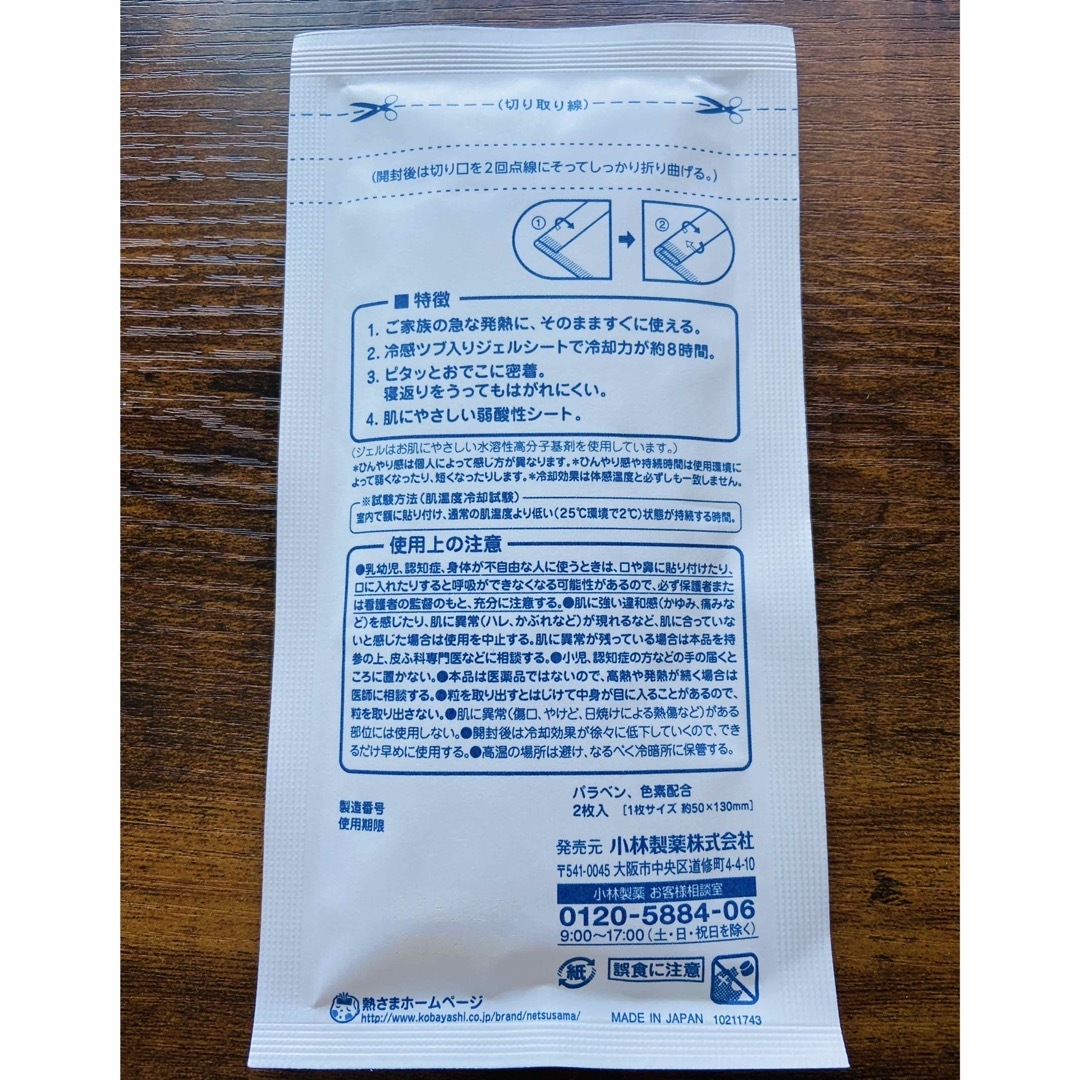 (切り取り線)
(開封後は切り口を2回点線にそってしっかり折り曲げる。)
① ②
■特徴
1. ご家族の急な発熱に、そのまますぐに使える。
2. 冷感ツブ入りジェルシートで冷却力が約8時間。
3. ピタッとおでこに密着。
寝返りをうってもはがれにくい。
4. 肌にやさしい弱酸性シート。
(ジェルはお肌にやさしい水溶性高分子基剤を使用しています。)
*ひんやり感は個人によって感じ方が異なります。*ひんやり感や持続時間は使用環境に
よって弱くなったり、短くなったりします。*冷却効果は体感温度と必ずしも一致しません。
※試験方法(肌温度冷却試験)
室内で額に貼り付け、通常の肌温度より低い(25℃環境で2℃)状態が持続する時間。
使用上の注意
●乳幼児、認知症、身体が不自由な人に使うときは、口や鼻に貼り付けたり、
口に入れたりすると呼吸ができなくなる可能性があるので、必ず保護者また
は看護者の監督のもと、充分に注意する。●肌に強い違和感(かゆみ、痛みな
ど)を感じたり、肌に異常(ハレ、かぶれなど)が現れるなど、肌に合っていな
いと感じた場合は使用を中止する。肌に異常が残っている場合は本品を持
参の上、皮ふ科専門医などに相談する。●小児、認知症の方などの手の届くと
ころに置かない。●本品は医薬品ではないので、高熱や発熱が続く場合は
医師に相談する。●粒を取り出すとはじけて中身が目に入ることがあるので、
粒を取り出さない。●肌に異常(傷口、やけど、日焼けによる熱傷など)がある
部位には使用しない。●開封後は冷却効果が徐々に低下していくので、でき
るだけ早めに使用する。●高温の場所は避け、なるべく冷暗所に保管する。
パラベン、色素配合
2枚入 [1枚サイズ 約50×130mm]
製造番号
使用期限
発売元 小林製薬株式会社
〒541-0045 大阪市中央区道修町4-4-10
小林製薬 お客様相談室
0120-5884-06
9:00〜17:00(土・日・祝日を除く)
紙 誤食に注意
熱さまホームページ
http://www.kobayashi.co.jp/brand/netsusama/
MADE IN JAPAN 10211743